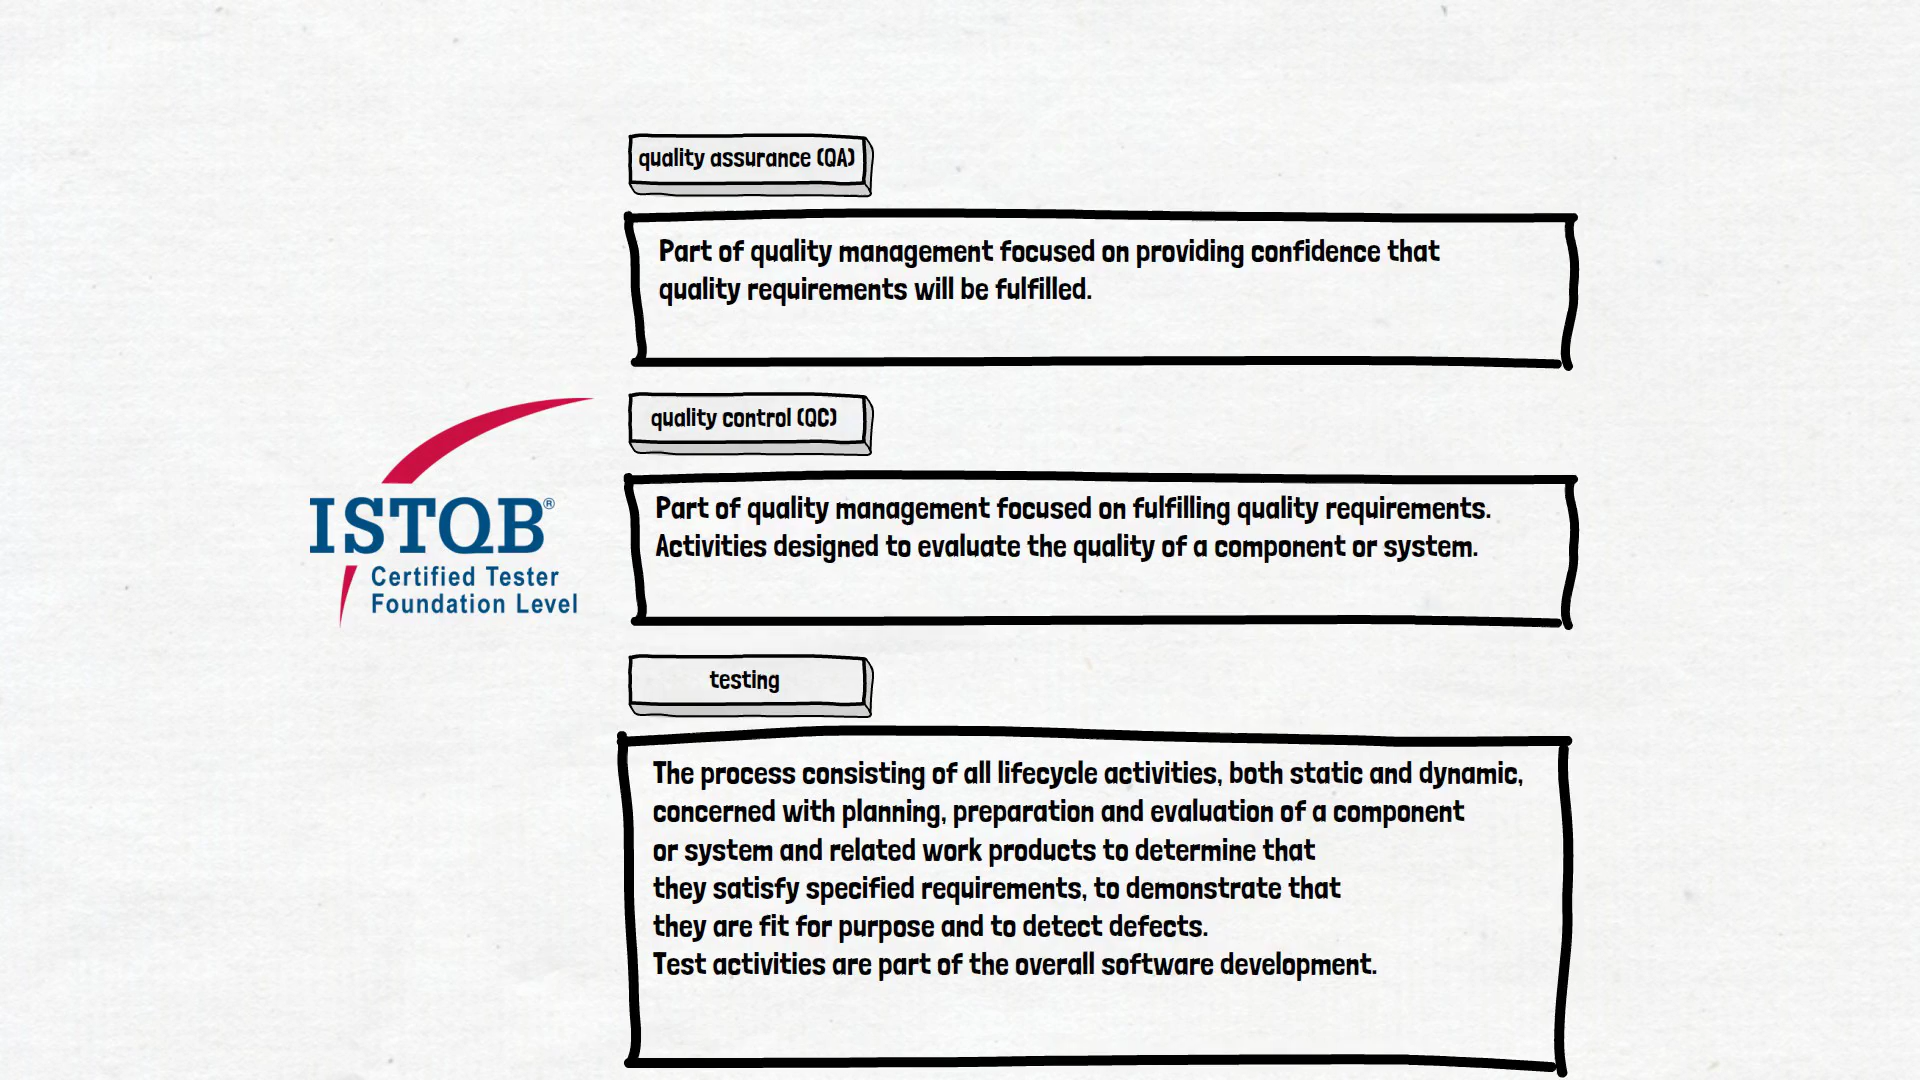 quality assurance (QA)
Part of quality management focused on providing confidence that
quality requirements will be fulfilled.
quality control (QC)
Part of quality management focused on fulfilling quality requirements.
Activities designed to evaluate the quality of a component or system.
ISTQB®
Certified Tester
Foundation Level
testing
The process consisting of all lifecycle activities, both static and dynamic,
concerned with planning, preparation and evaluation of a component
or system and related work products to determine that
they satisfy specified requirements, to demonstrate that
they are fit for purpose and to detect defects.
Test activities are part of the overall software development.